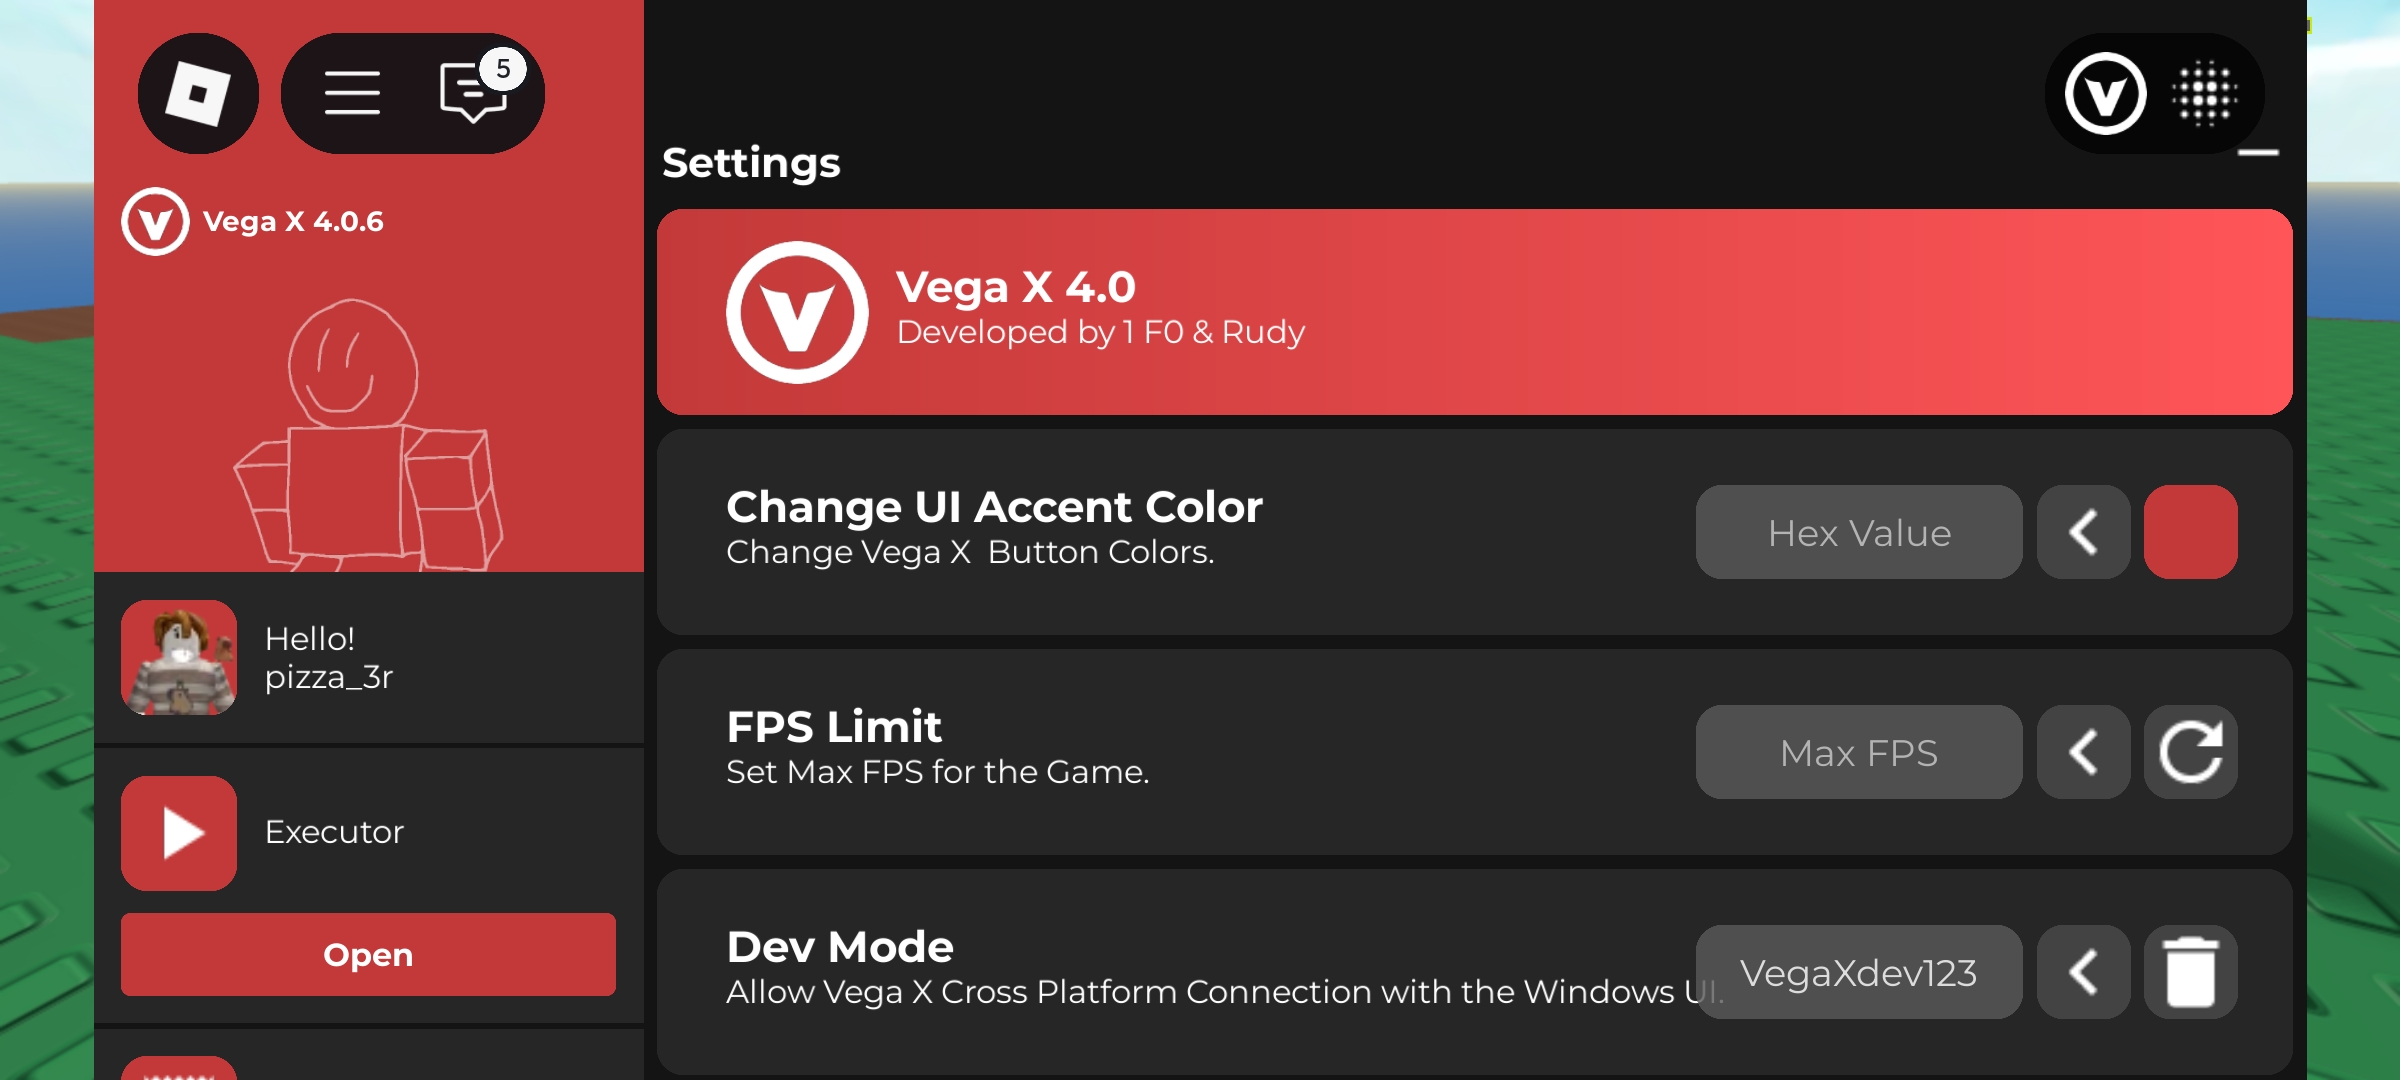 5
Vega X 4.0.6
Hello!
pizza_3r
Executor
Open
Settings
Vega X 4.0
Developed by 1 F0 & Rudy
Change UI Accent Color
Change Vega X  Button Colors.
Hex Value
FPS Limit
Set Max FPS for the Game.
Max FPS
Dev Mode
Allow Vega X Cross Platform Connection with the Windows UI.
VegaXdev123